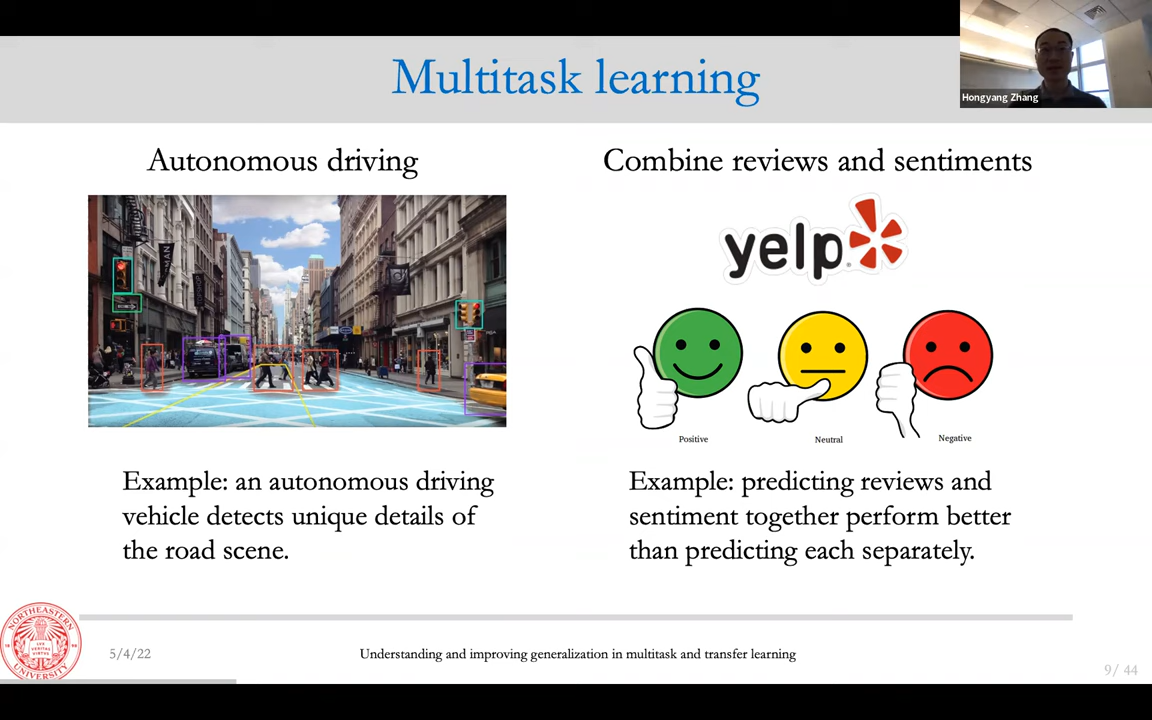 Multitask learning
Hongyang Zhang
Autonomous driving
Combine reviews and sentiments
yelp
Positive
Neutral
Negative
Example: an autonomous driving
vehicle detects unique details of
the road scene.
Example: predicting reviews and
sentiment together perform better
than predicting each separately.
NORTHEASTERN
UNIVERSITY
5/4/22
Understanding and improving generalization in multitask and transfer learning
9/ 44